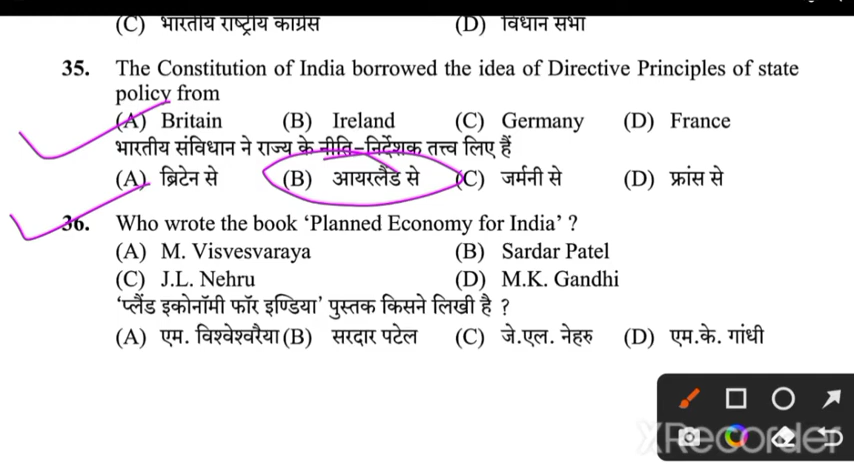 (C) भारतीय राष्ट्रीय कांग्रेस (D) विधान सभा
35. The Constitution of India borrowed the idea of Directive Principles of state
policy from
(A) Britain (B) Ireland (C) Germany (D) France
भारतीय संविधान ने राज्य के नीति-निर्देशक तत्त्व लिए हैं
(A) ब्रिटेन से (B) आयरलैंड से (C) जर्मनी से (D) फ्रांस से
36. Who wrote the book ‘Planned Economy for India’ ?
(A) M. Visvesvaraya (B) Sardar Patel
(C) J.L. Nehru (D) M.K. Gandhi
‘प्लैंड इकोनॉमी फॉर इण्डिया’ पुस्तक किसने लिखी है ?
(A) एम. विश्वेश्वरैया (B) सरदार पटेल (C) जे.एल. नेहरु (D) एम.के. गांधी
XRecorder